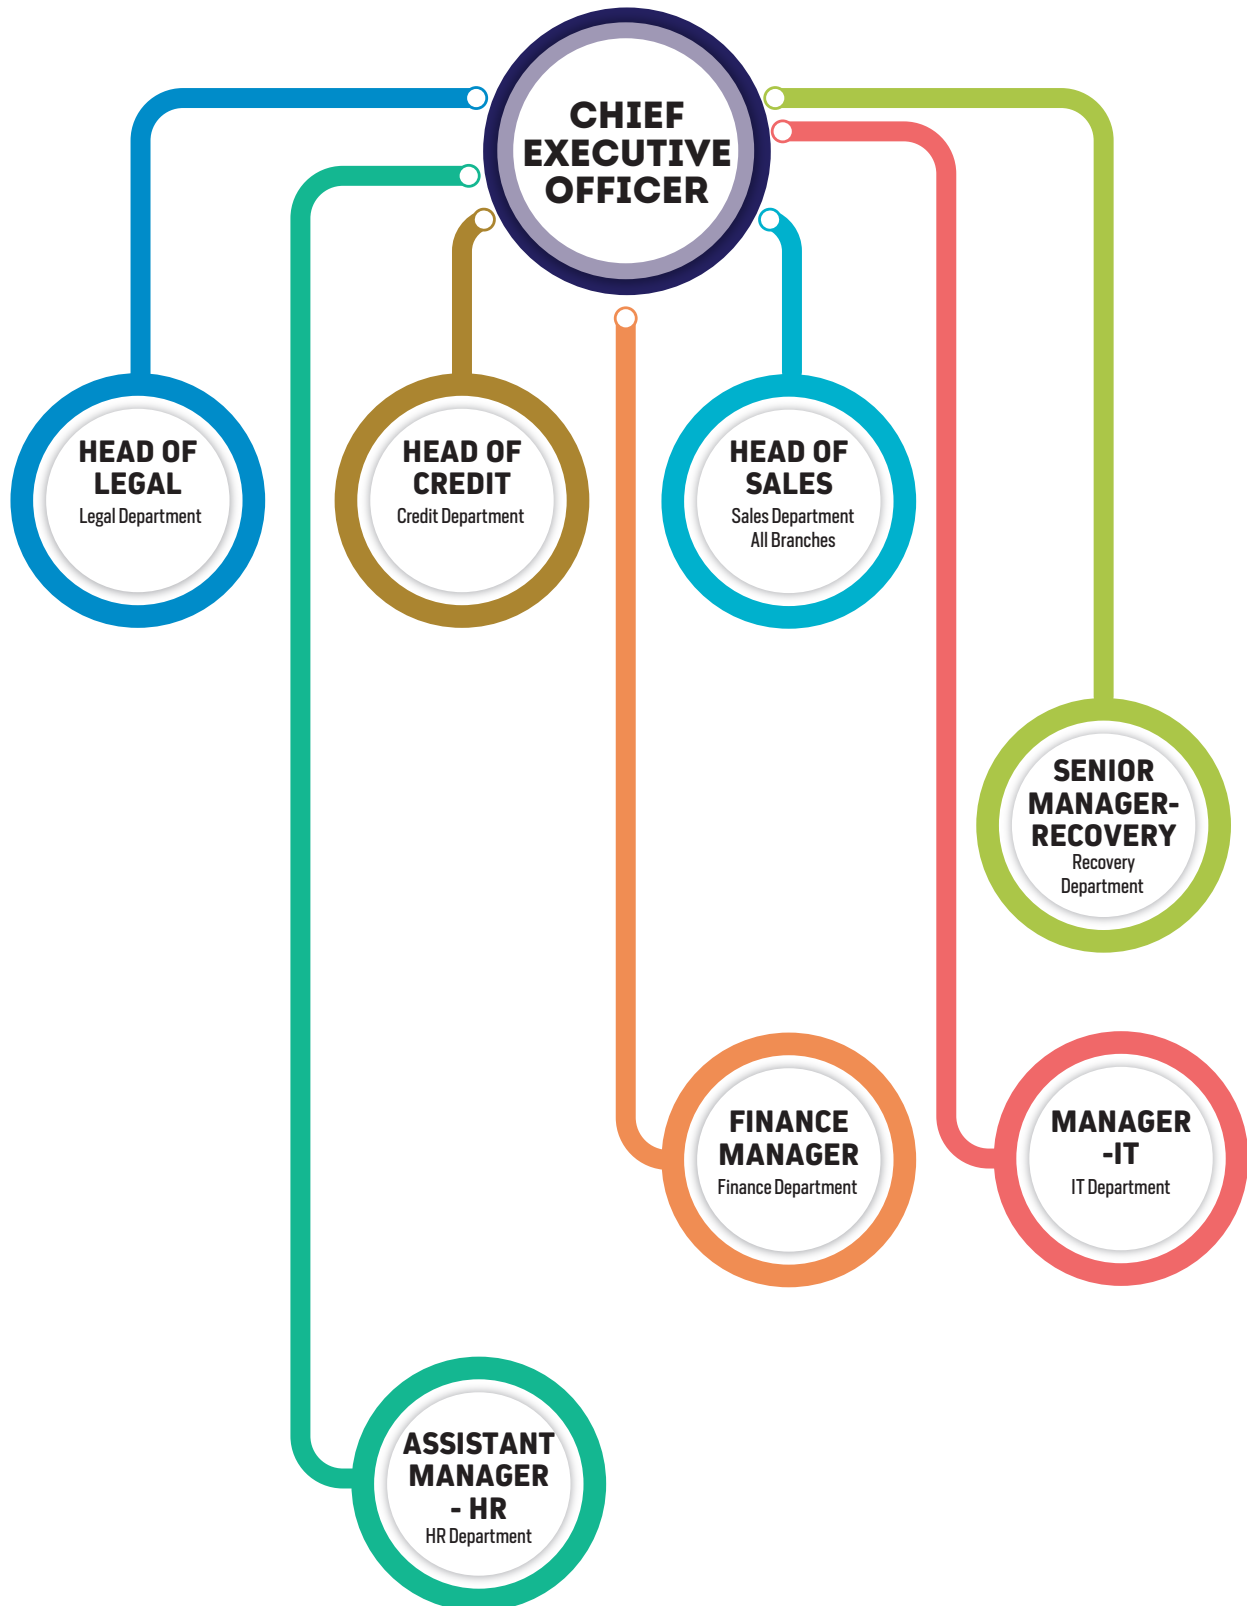 CHIEF
EXECUTIVE
OFFICER
HEAD OF
LEGAL
Legal Department
HEAD OF
CREDIT
Credit Department
HEAD OF
SALES
Sales Department
All Branches
SENIOR
MANAGER-
RECOVERY
Recovery
Department
FINANCE
MANAGER
Finance Department
MANAGER
-IT
IT Department
ASSISTANT
MANAGER
- HR
HR Department